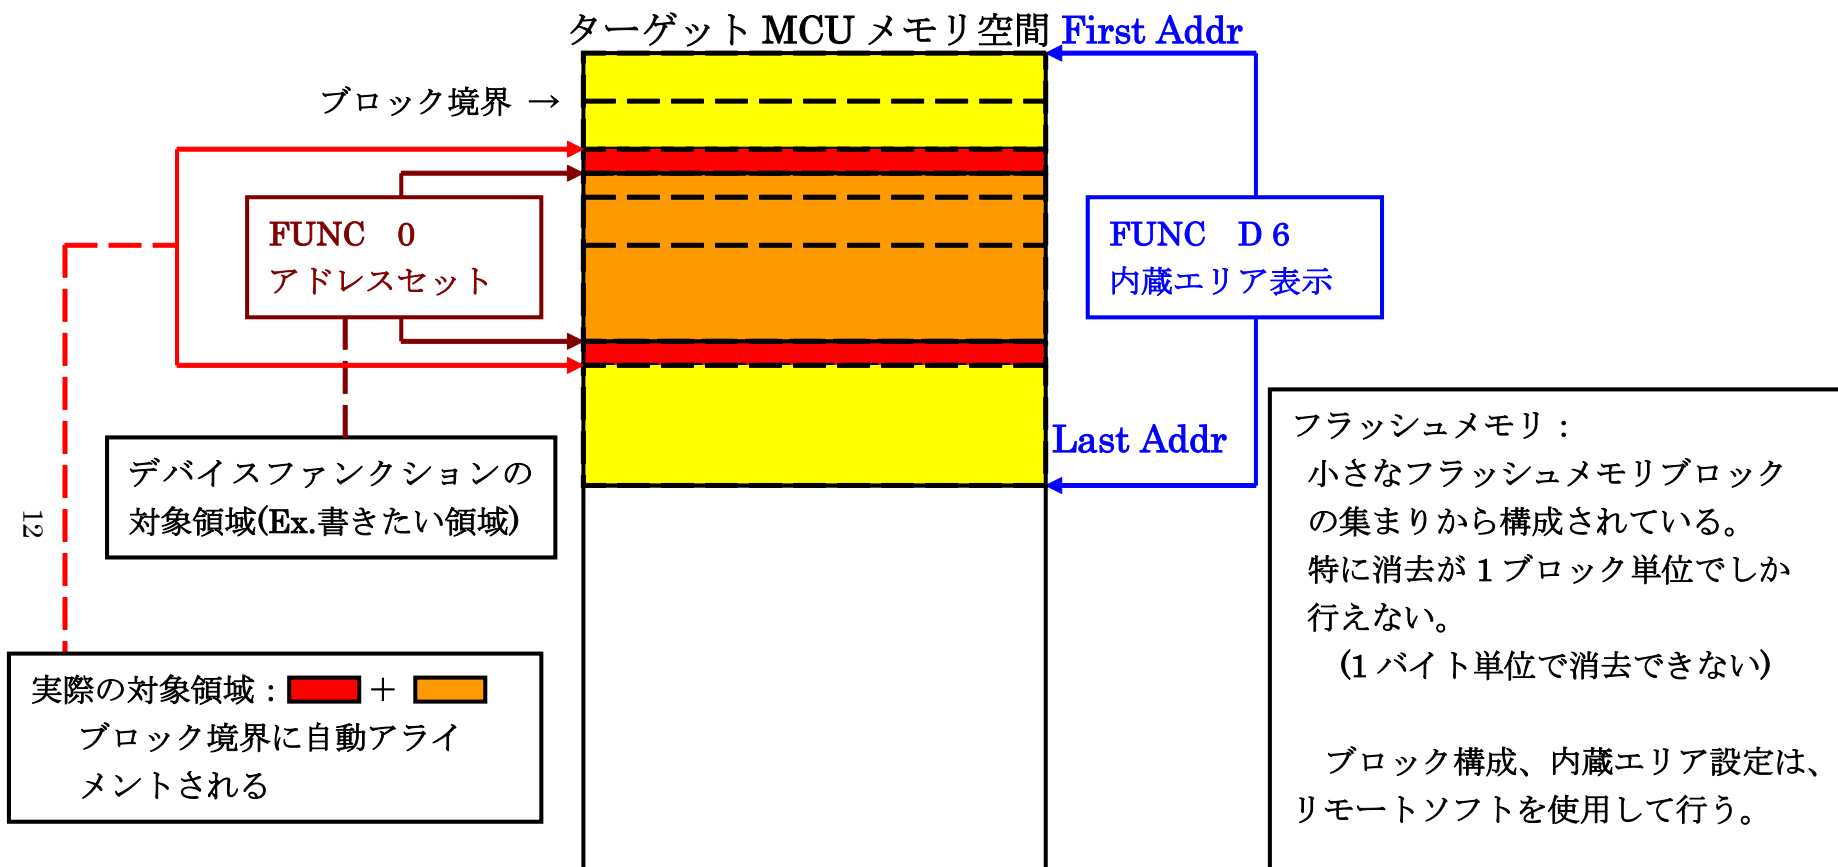 ターゲット MCU メモリ空間
First Addr
ブロック境界 →
FUNC 0
アドレスセット
FUNC D6
内蔵エリア表示
Last Addr
デバイスファンクションの
対象領域(Ex.書きたい領域)
12
実際の対象領域: +
ブロック境界に自動アライ
メントされる
フラッシュメモリ:
小さなフラッシュメモリブロック
の集まりから構成されている。
特に消去が1ブロック単位でしか
行えない。
(1バイト単位で消去できない)
ブロック構成、内蔵エリア設定は、
リモートソフトを使用して行う。